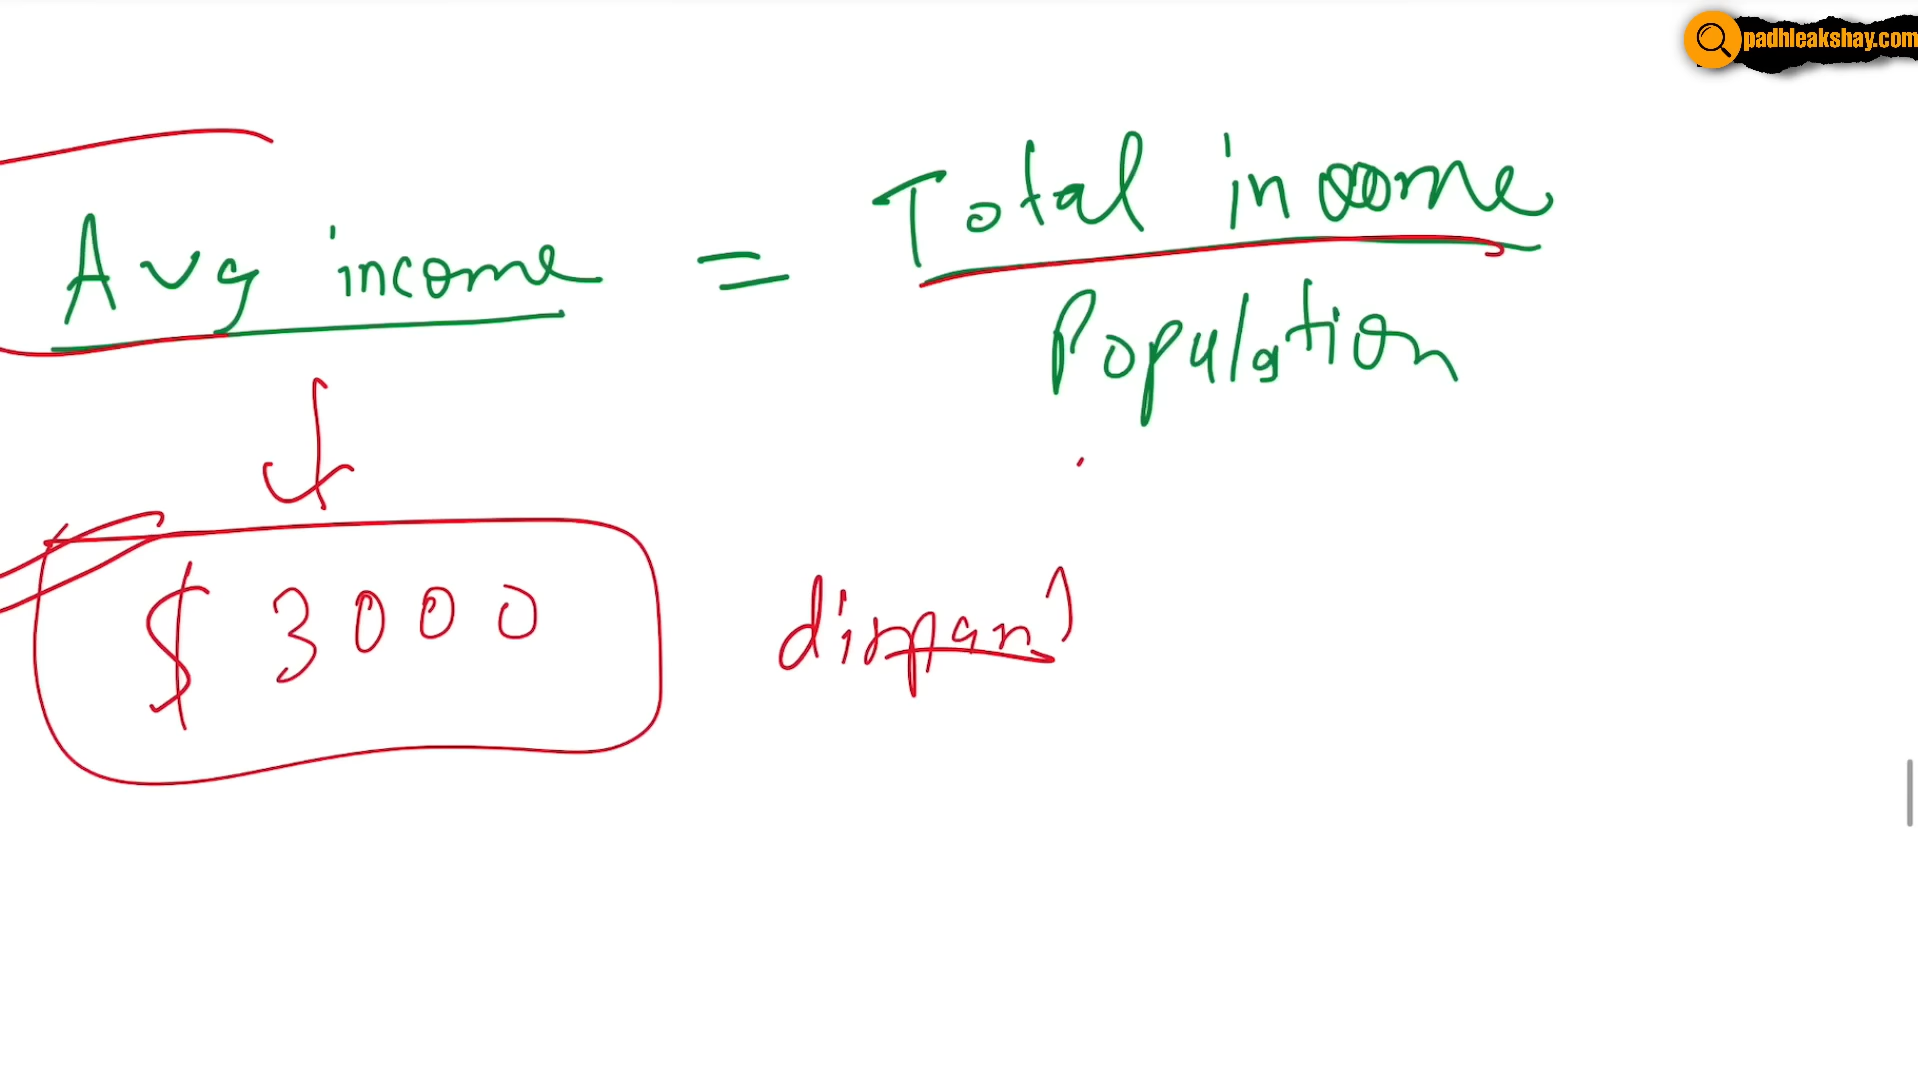 padhleakshay.com
Avg income = Total income
Population
$ 3000